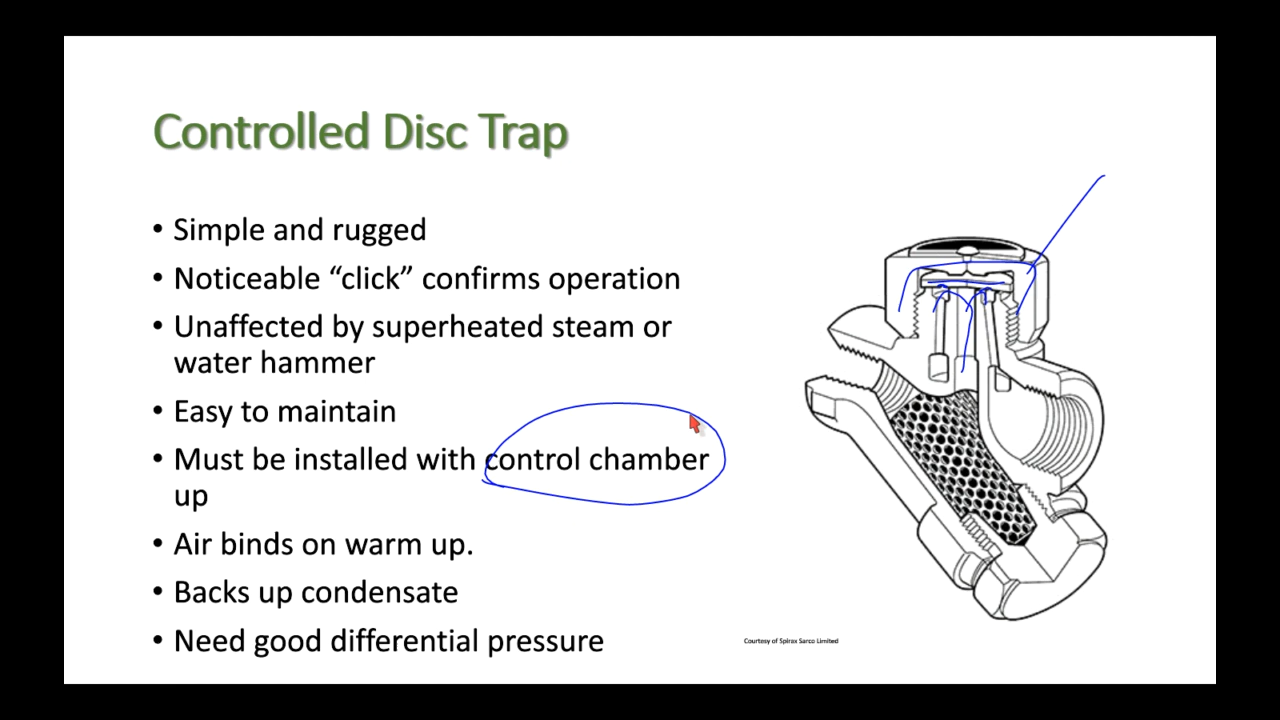 Controlled Disc Trap
• Simple and rugged
• Noticeable “click” confirms operation
• Unaffected by superheated steam or
water hammer
• Easy to maintain
• Must be installed with control chamber
up
• Air binds on warm up.
• Backs up condensate
• Need good differential pressure
Courtesy of Spirax Sarco Limited